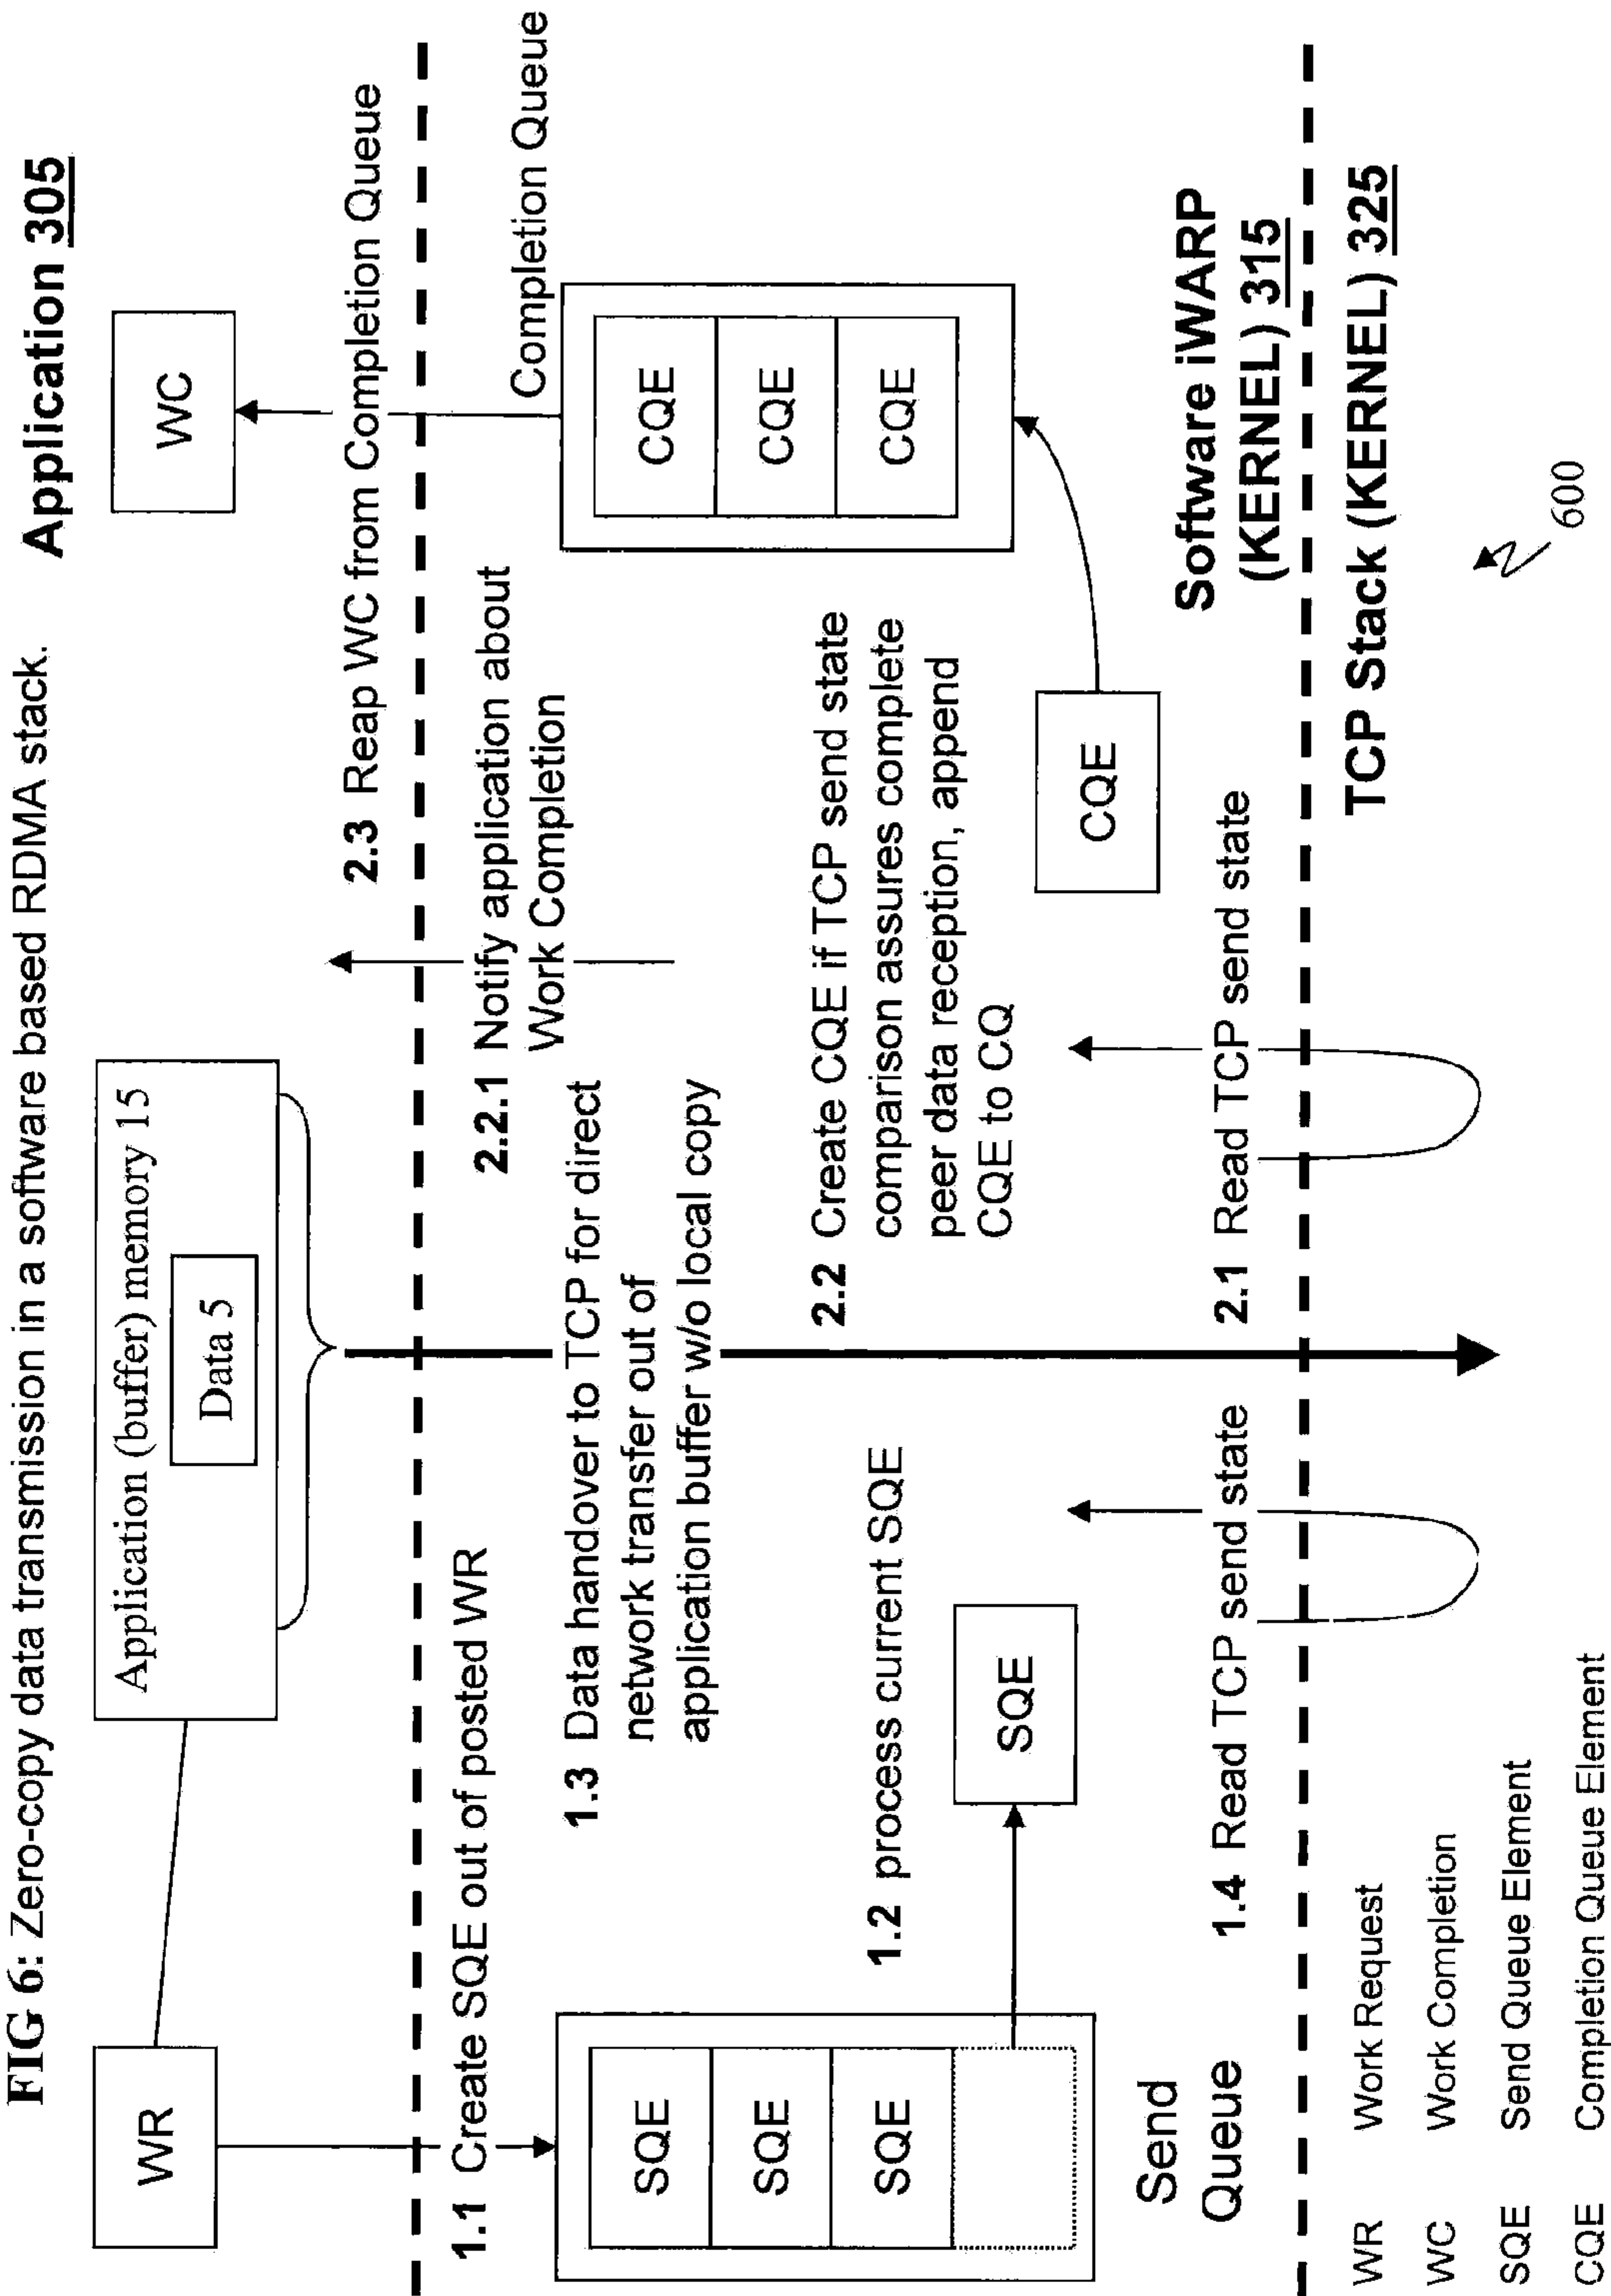 FIG 6: Zero-copy data transmission in a software based RDMA stack.
Application 305
WR
Application (buffer) memory 15
Data 5
WC
2.3 Reap WC from Completion Queue
1.1 Create SQE out of posted WR
2.2.1 Notify application about
Work Completion
Completion Queue
1.3 Data handover to TCP for direct
network transfer out of
application buffer w/o local copy
SQE
SQE
SQE
CQE
CQE
CQE
1.2 process current SQE
SQE
2.2 Create CQE if TCP send state
comparison assures complete
peer data reception, append
CQE to CQ
CQE
Send
Queue
1.4 Read TCP send state
2.1 Read TCP send state
Software iWARP
(KERNEL) 315
TCP Stack (KERNEL) 325
WR Work Request
WC Work Completion
SQE Send Queue Element
CQE Completion Queue Element
600